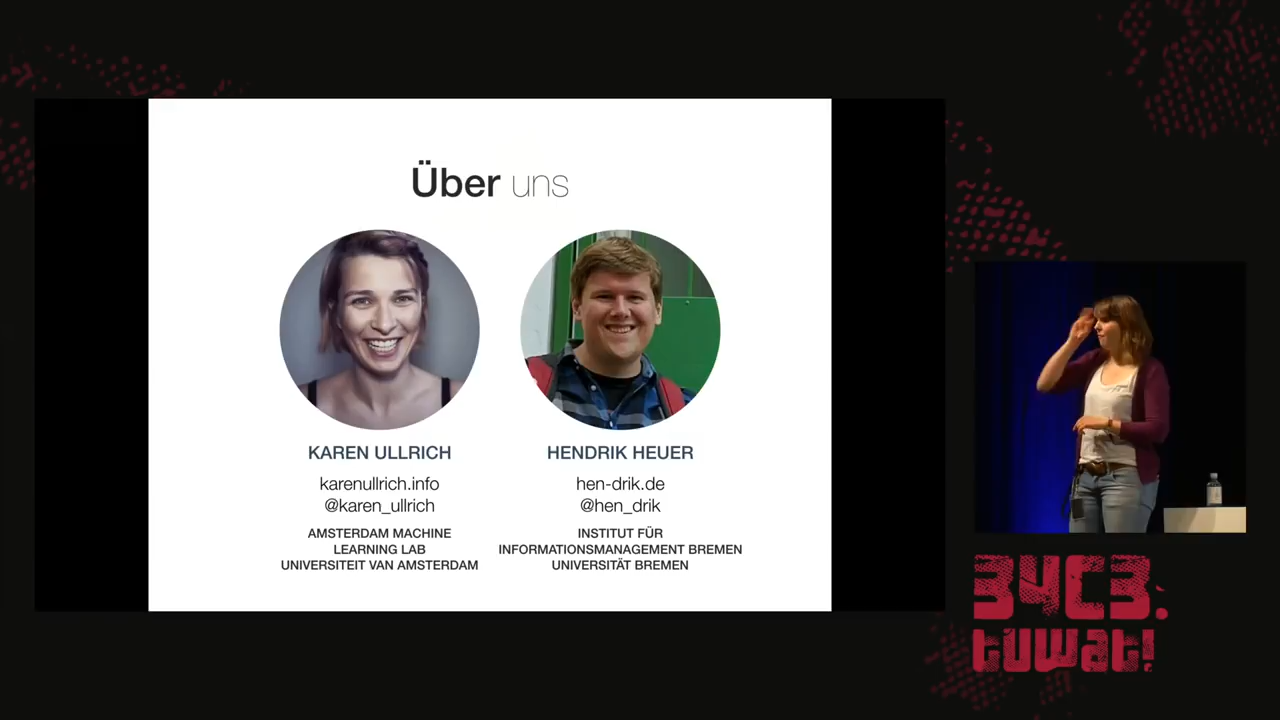 Über uns
KAREN ULLRICH
karenullrich.info
@karen_ullrich
AMSTERDAM MACHINE
LEARNING LAB
UNIVERSITEIT VAN AMSTERDAM
HENDRIK HEUER
hen-drik.de
@hen_drik
INSTITUT FÜR
INFORMATIONSMANAGEMENT BREMEN
UNIVERSITÄT BREMEN
34C3.
tuwat!